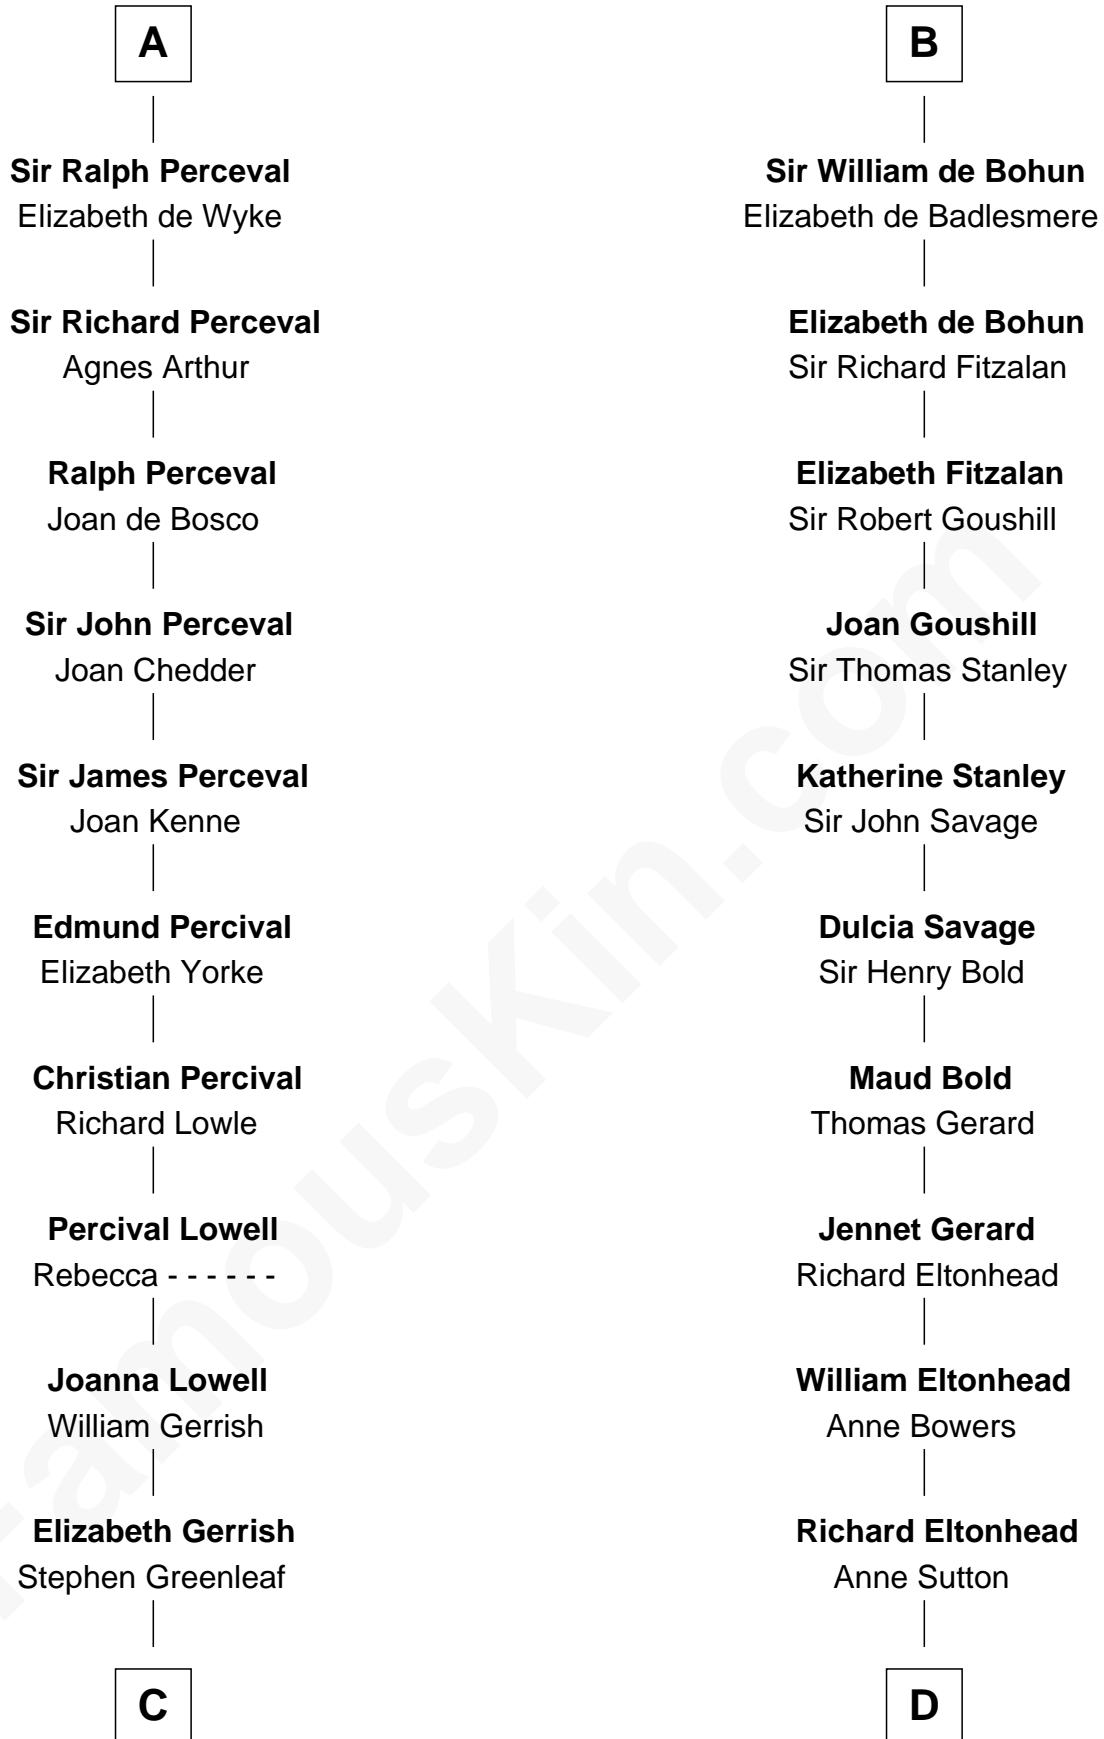 A
Sir Ralph Perceval
Elizabeth de Wyke
Sir Richard Perceval
Agnes Arthur
Ralph Perceval
Joan de Bosco
Sir John Perceval
Joan Chedder
Sir James Perceval
Joan Kenne
Edmund Percival
Elizabeth Yorke
Christian Percival
Richard Lowle
Percival Lowell
Rebecca - - - - - -
Joanna Lowell
William Gerrish
Elizabeth Gerrish
Stephen Greenleaf
C
B
Sir William de Bohun
Elizabeth de Badlesmere
Elizabeth de Bohun
Sir Richard Fitzalan
Elizabeth Fitzalan
Sir Robert Goushill
Joan Goushill
Sir Thomas Stanley
Katherine Stanley
Sir John Savage
Dulcia Savage
Sir Henry Bold
Maud Bold
Thomas Gerard
Jennet Gerard
Richard Eltonhead
William Eltonhead
Anne Bowers
Richard Eltonhead
Anne Sutton
D
FamousKin.com